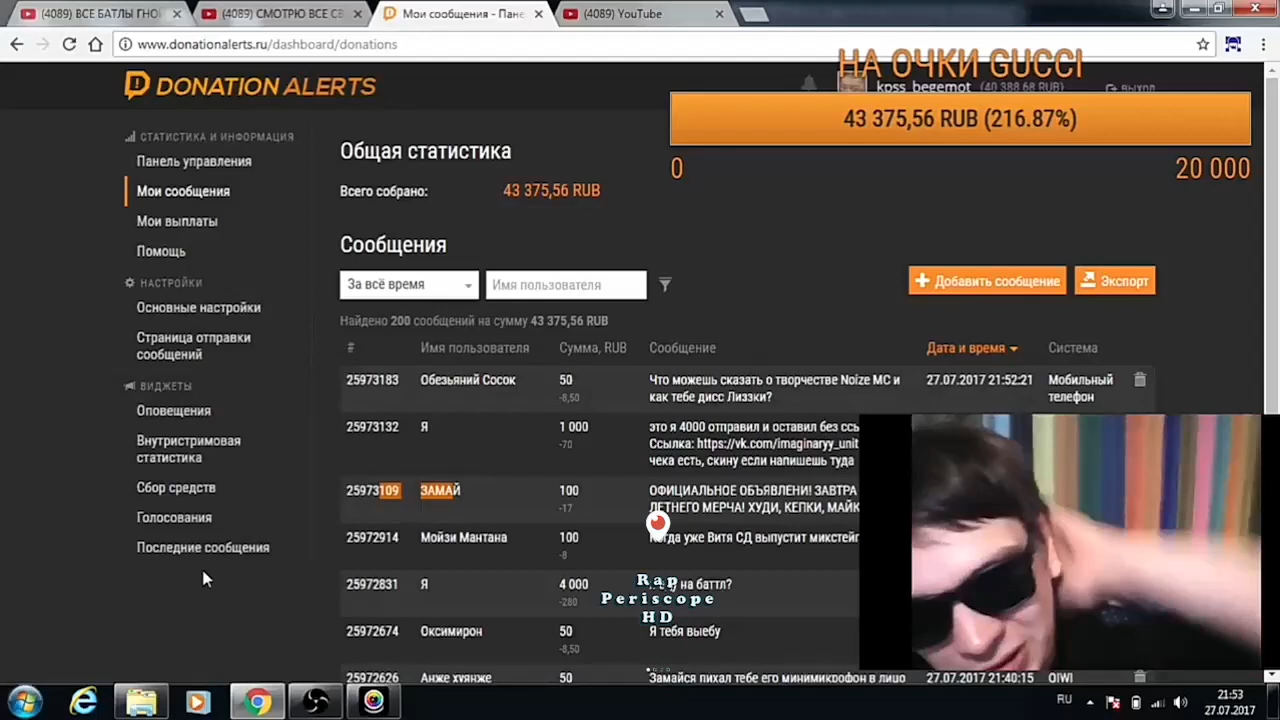 (4089) ВСЕ БАТЛЫ ГНОЙ
(4089) СМОТРЮ ВСЕ СВ
Мои сообщения - Пане
(4089) YouTube
www.donationalerts.ru/dashboard/donations
НА ОЧКИ GUCCI
DONATION ALERTS
kpss_begemot (40 388.68 RUB)
выход
43 375,56 RUB (216.87%)
0
20 000
СТАТИСТИКА И ИНФОРМАЦИЯ
Панель управления
Мои сообщения
Мои выплаты
Помощь
НАСТРОЙКИ
Основные настройки
Страница отправки
сообщений
ВИДЖЕТЫ
Оповещения
Внутристримовая
статистика
Сбор средств
Голосования
Последние сообщения
Общая статистика
Всего собрано: 43 375,56 RUB
Сообщения
За всё время
Имя пользователя
Добавить сообщение
Экспорт
Найдено 200 сообщений на сумму 43 375,56 RUB
# Имя пользователя Сумма, RUB Сообщение Дата и время Система
25973183 Обезьяний Сосок 50 Что можешь сказать о творчестве Noize MC и 27.07.2017 21:52:21 Мобильный
-8,50 как тебе дисс Лиззки? телефон
25973132 Я 1 000 это я 4000 отправил и оставил без ссы
-70 Ссылка: https://vk.com/imaginaryy_unit
чека есть, скину если напишешь туда
25973109 ЗАМАЙ 100 ОФИЦИАЛЬНОЕ ОБЪЯВЛЕНИ! ЗАВТРА
-17 ЛЕТНЕГО МЕРЧА! ХУДИ, КЕПКИ, МАЙК
25972914 Мойзи Мантана 100 Когда уже Витя СД выпустит микстейп
-8
25972831 Я 4 000 на баттл?
-280
Rap
Periscope
HD
25972674 Оксимирон 50 Я тебя выебу
-8,50
25972626 Анже хуянже 50 Замайся пихал тебе его минимикрофон в лицо 27.07.2017 21:40:15 QIWI
RU
21:53
27.07.2017